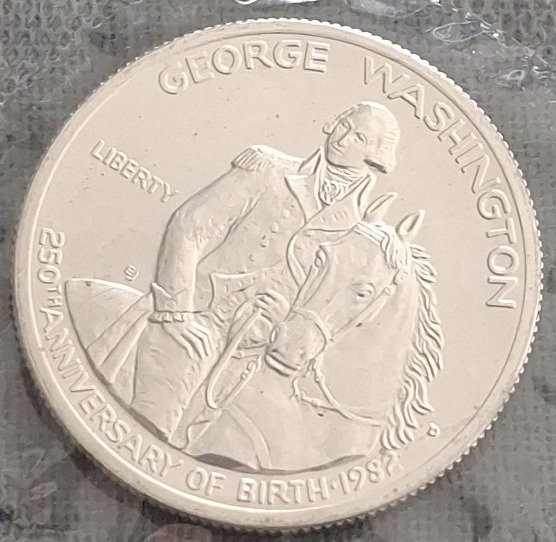 GEORGE WASHINGTON
LIBERTY
250TH ANNIVERSARY OF BIRTH·1982
D